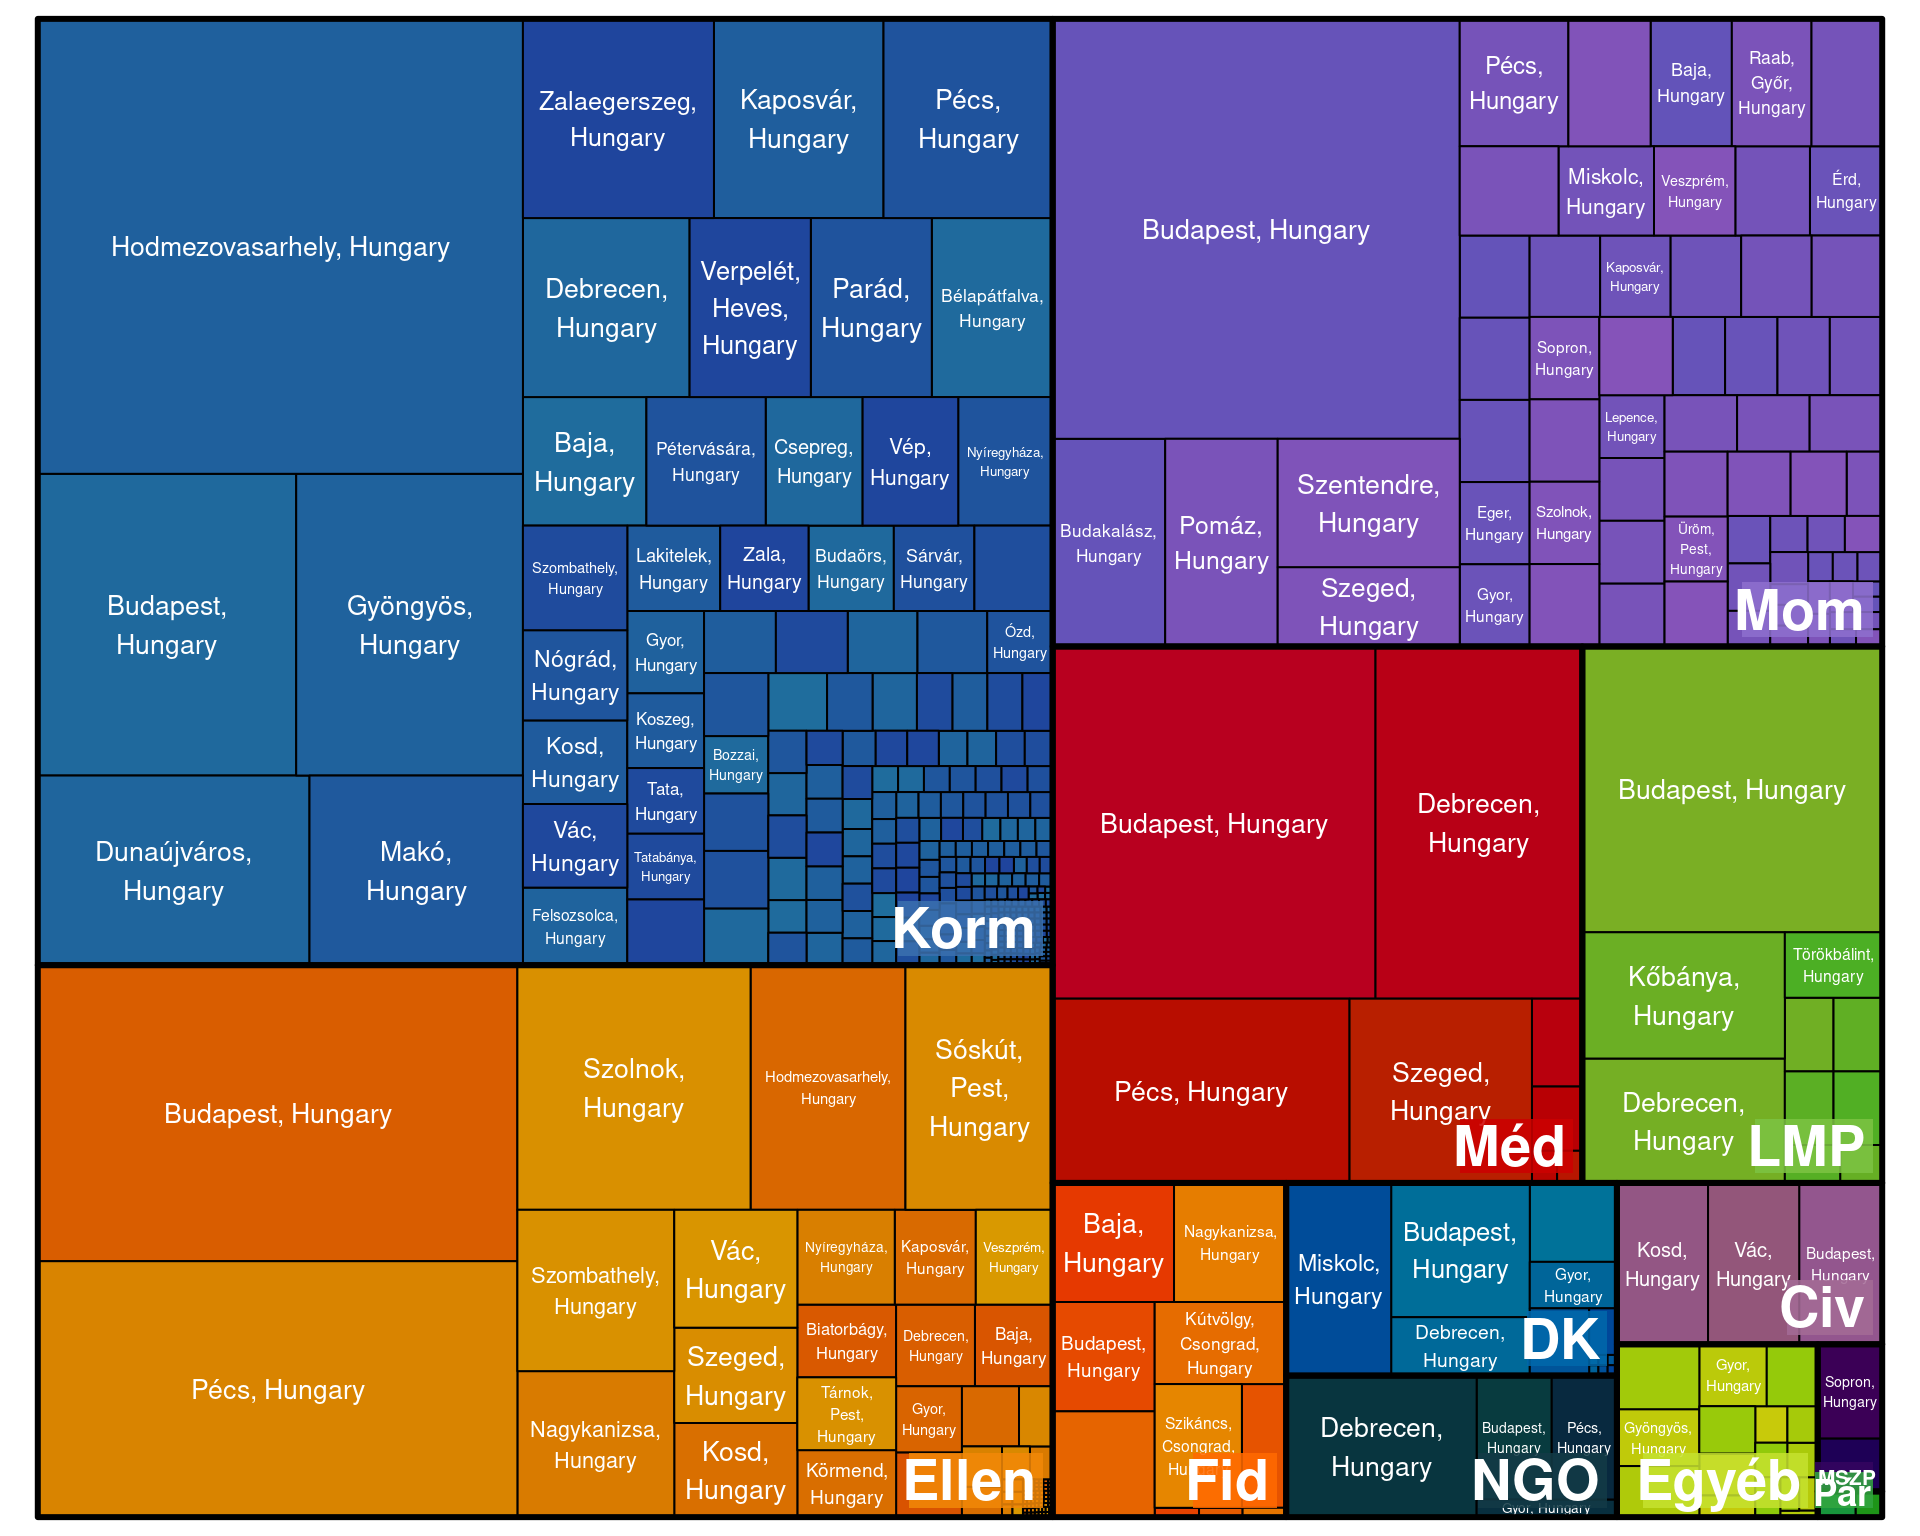 Hodmezovasarhely, Hungary
Budapest,
Hungary
Gyöngyös,
Hungary
Dunaújváros,
Hungary
Makó,
Hungary
Zalaegerszeg,
Hungary
Kaposvár,
Hungary
Pécs,
Hungary
Debrecen,
Hungary
Verpelét,
Heves,
Hungary
Parád,
Hungary
Bélapátfalva,
Hungary
Baja,
Hungary
Pétervására,
Hungary
Csepreg,
Hungary
Vép,
Hungary
Nyíregyháza,
Hungary
Szombathely,
Hungary
Lakitelek,
Hungary
Zala,
Hungary
Budaörs,
Hungary
Sárvár,
Hungary
Nógrád,
Hungary
Gyor,
Hungary
Ózd,
Hungary
Kosd,
Hungary
Koszeg,
Hungary
Bozzai,
Hungary
Tata,
Hungary
Vác,
Hungary
Tatabánya,
Hungary
Felsozsolca,
Hungary
Korm
Budapest, Hungary
Pécs,
Hungary
Baja,
Hungary
Raab,
Győr,
Hungary
Miskolc,
Hungary
Veszprém,
Hungary
Érd,
Hungary
Kaposvár,
Hungary
Sopron,
Hungary
Lepence,
Hungary
Budakalász,
Hungary
Pomáz,
Hungary
Szentendre,
Hungary
Szeged,
Hungary
Eger,
Hungary
Szolnok,
Hungary
Gyor,
Hungary
Üröm,
Pest,
Hungary
Mom
Budapest, Hungary
Debrecen,
Hungary
Pécs, Hungary
Szeged,
Hungary
Méd
Budapest, Hungary
Kőbánya,
Hungary
Törökbálint,
Hungary
Debrecen,
Hungary
LMP
Budapest, Hungary
Pécs, Hungary
Szolnok,
Hungary
Hodmezovasarhely,
Hungary
Sóskút,
Pest,
Hungary
Szombathely,
Hungary
Vác,
Hungary
Nyíregyháza,
Hungary
Kaposvár,
Hungary
Veszprém,
Hungary
Szeged,
Hungary
Biatorbágy,
Hungary
Debrecen,
Hungary
Baja,
Hungary
Nagykanizsa,
Hungary
Tárnok,
Pest,
Hungary
Gyor,
Hungary
Kosd,
Hungary
Körmend,
Hungary
Ellen
Baja,
Hungary
Nagykanizsa,
Hungary
Budapest,
Hungary
Kútvölgy,
Csongrad,
Hungary
Szikáncs,
Csongrad,
Fid
Miskolc,
Hungary
Budapest,
Hungary
Gyor,
Hungary
Debrecen,
Hungary
DK
Debrecen,
Hungary
Budapest,
Hungary
Pécs,
Hungary
Gyor, Hungary
NGO
Kosd,
Hungary
Vác,
Hungary
Budapest,
Hungary
Civ
Gyor,
Hungary
Gyöngyös,
Hungary
Egyéb
Sopron,
Hungary
MSZP
Par